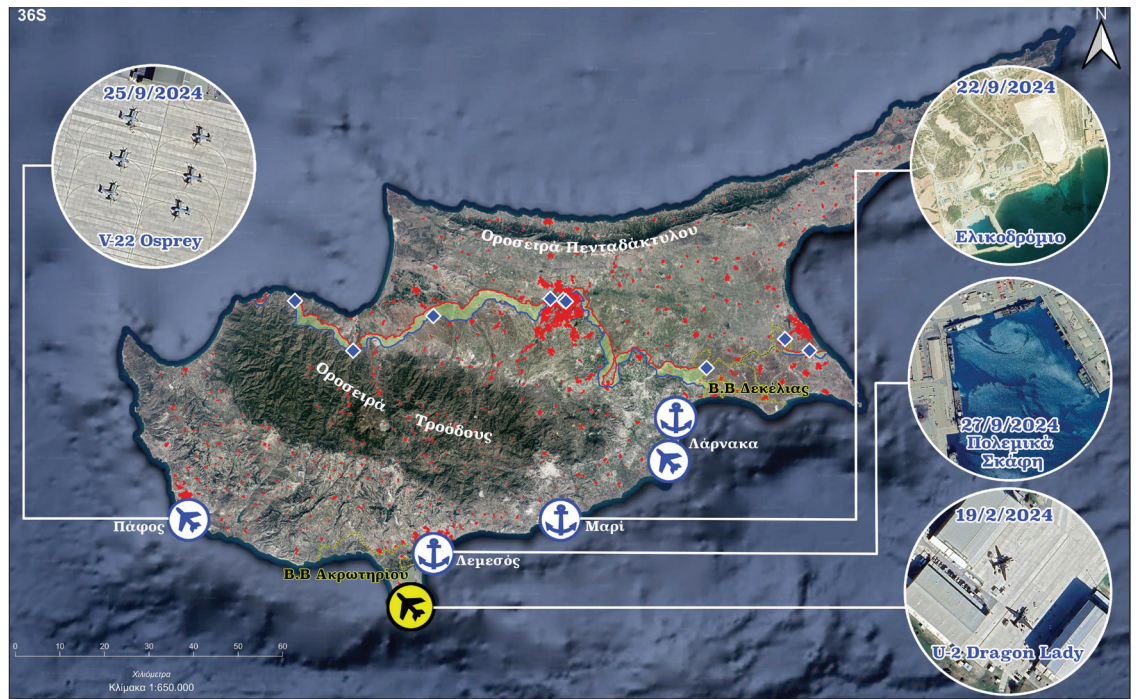 36S
N
25/9/2024
V-22 Osprey
22/9/2024
Ελικοδρόμιο
Οροσειρά Πενταδάκτυλου
Οροσειρά
Τροόδους
Β.Β Δεκέλιας
Λάρνακα
27/9/2024
Πολεμικά
Σκάφη
Πάφος
Μαρί
Λεμεσός
Β.Β Ακρωτηρίου
19/2/2024
U-2 Dragon Lady
0 10 20 30 40 50 60
Χιλιόμετρα
Κλίμακα 1:650.000